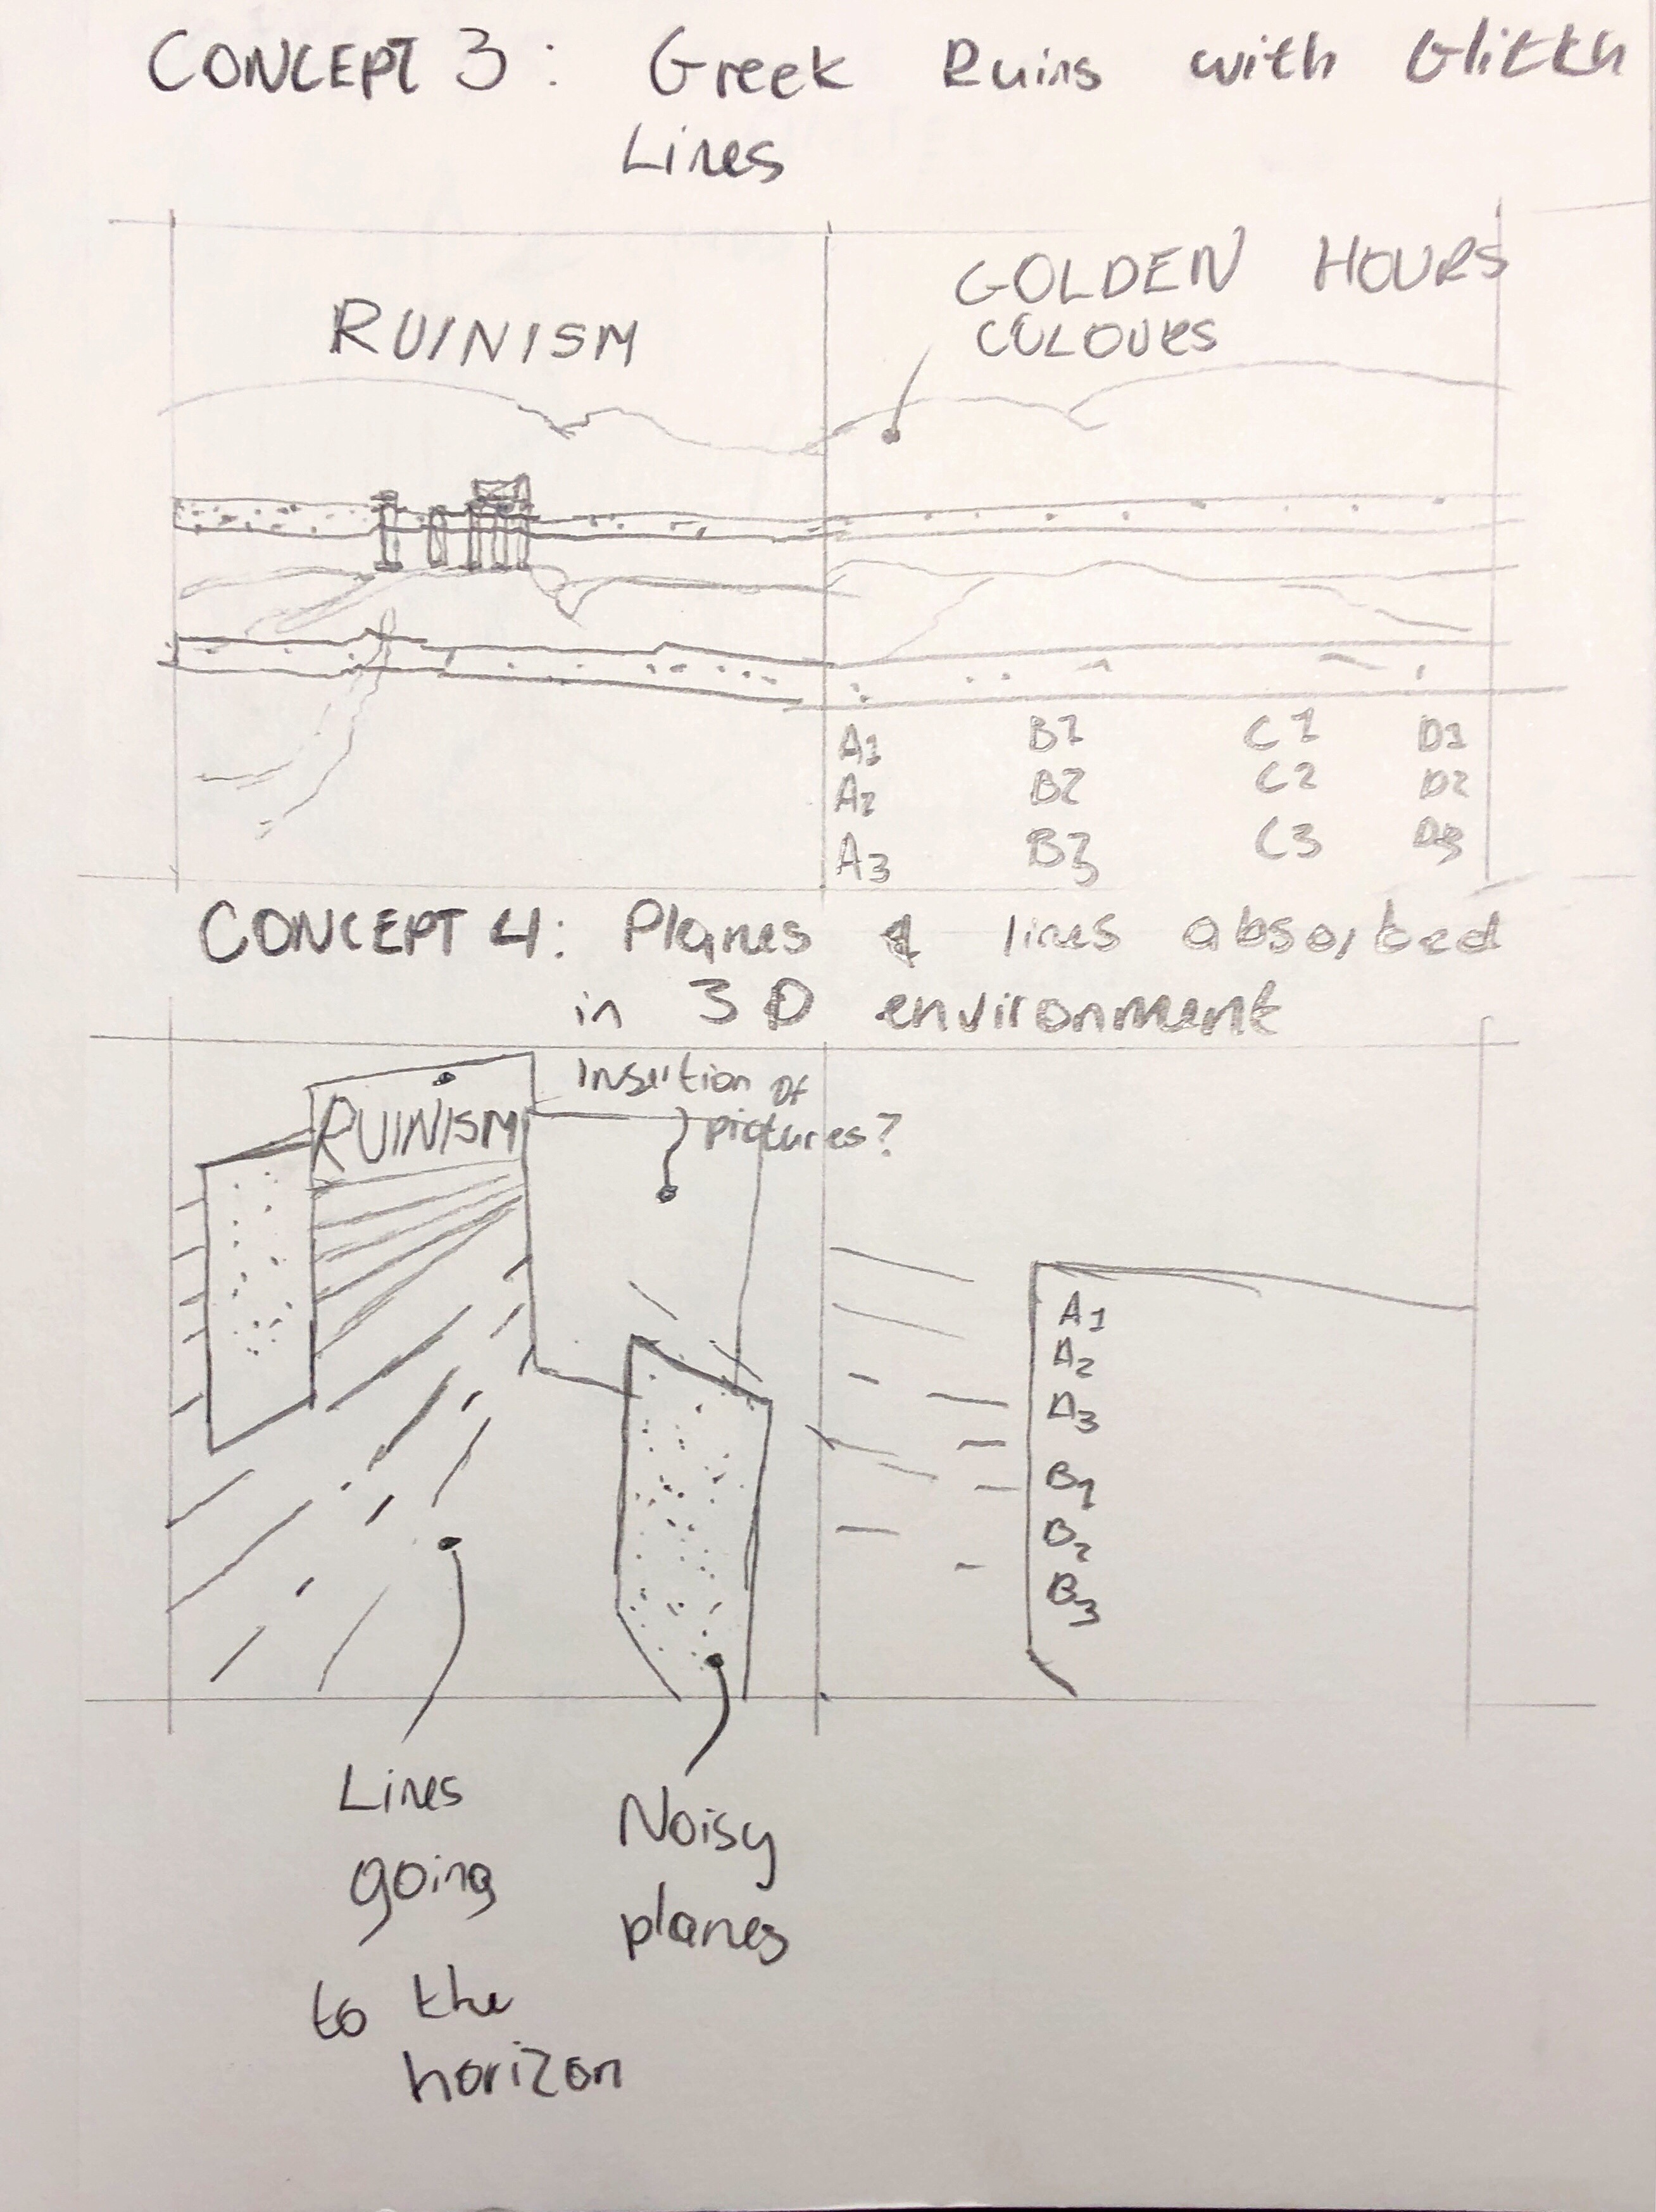 CONCEPT 3: Greek Ruins with Glitch
Lines
RUINISM
GOLDEN HOURS
COLOURS
A1 B1 C1 D1
A2 B2 C2 D2
A3 B3 C3 D3
CONCEPT 4: Planes & lines absorbed
in 3D environment
RUINISM
Insertion of
pictures?
A1
A2
A3
B1
B2
B3
Lines
going
to the
horizon
Noisy
planes